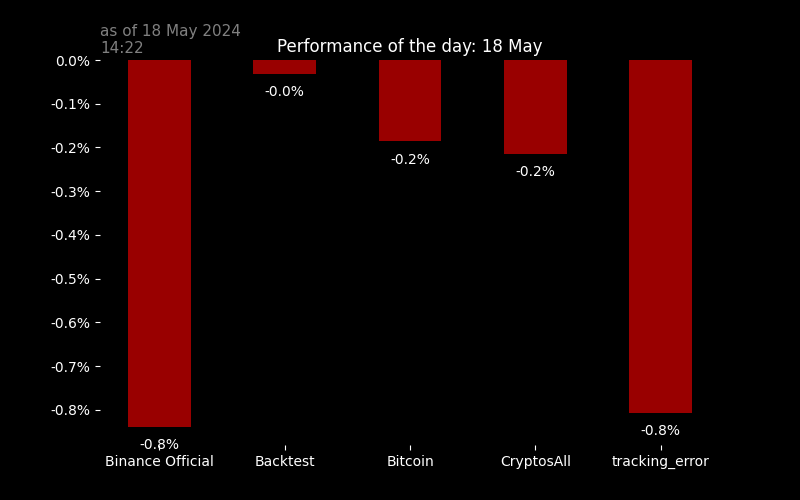 as of 18 May 2024
14:22
Performance of the day: 18 May
0.0%
-0.1%
-0.2%
-0.3%
-0.4%
-0.5%
-0.6%
-0.7%
-0.8%
-0.8%
-0.0%
-0.2%
-0.2%
-0.8%
Binance Official
Backtest
Bitcoin
CryptosAll
tracking_error